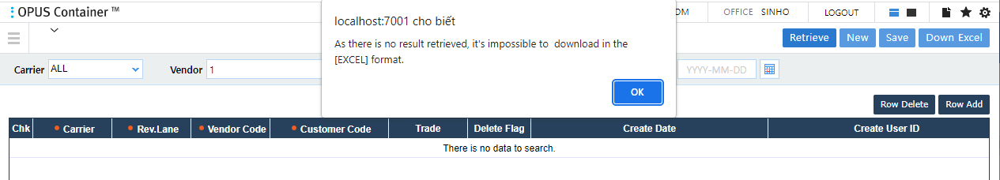 OPUS Container ™
DM
OFFICE SINHO
LOGOUT
localhost:7001 cho biết
As there is no result retrieved, it's impossible to download in the
[EXCEL] format.
OK
Retrieve New Save Down Excel
Carrier ALL Vendor 1 YYYY-MM-DD
Row Delete Row Add
Chk Carrier Rev.Lane Vendor Code Customer Code Trade Delete Flag Create Date Create User ID
There is no data to search.